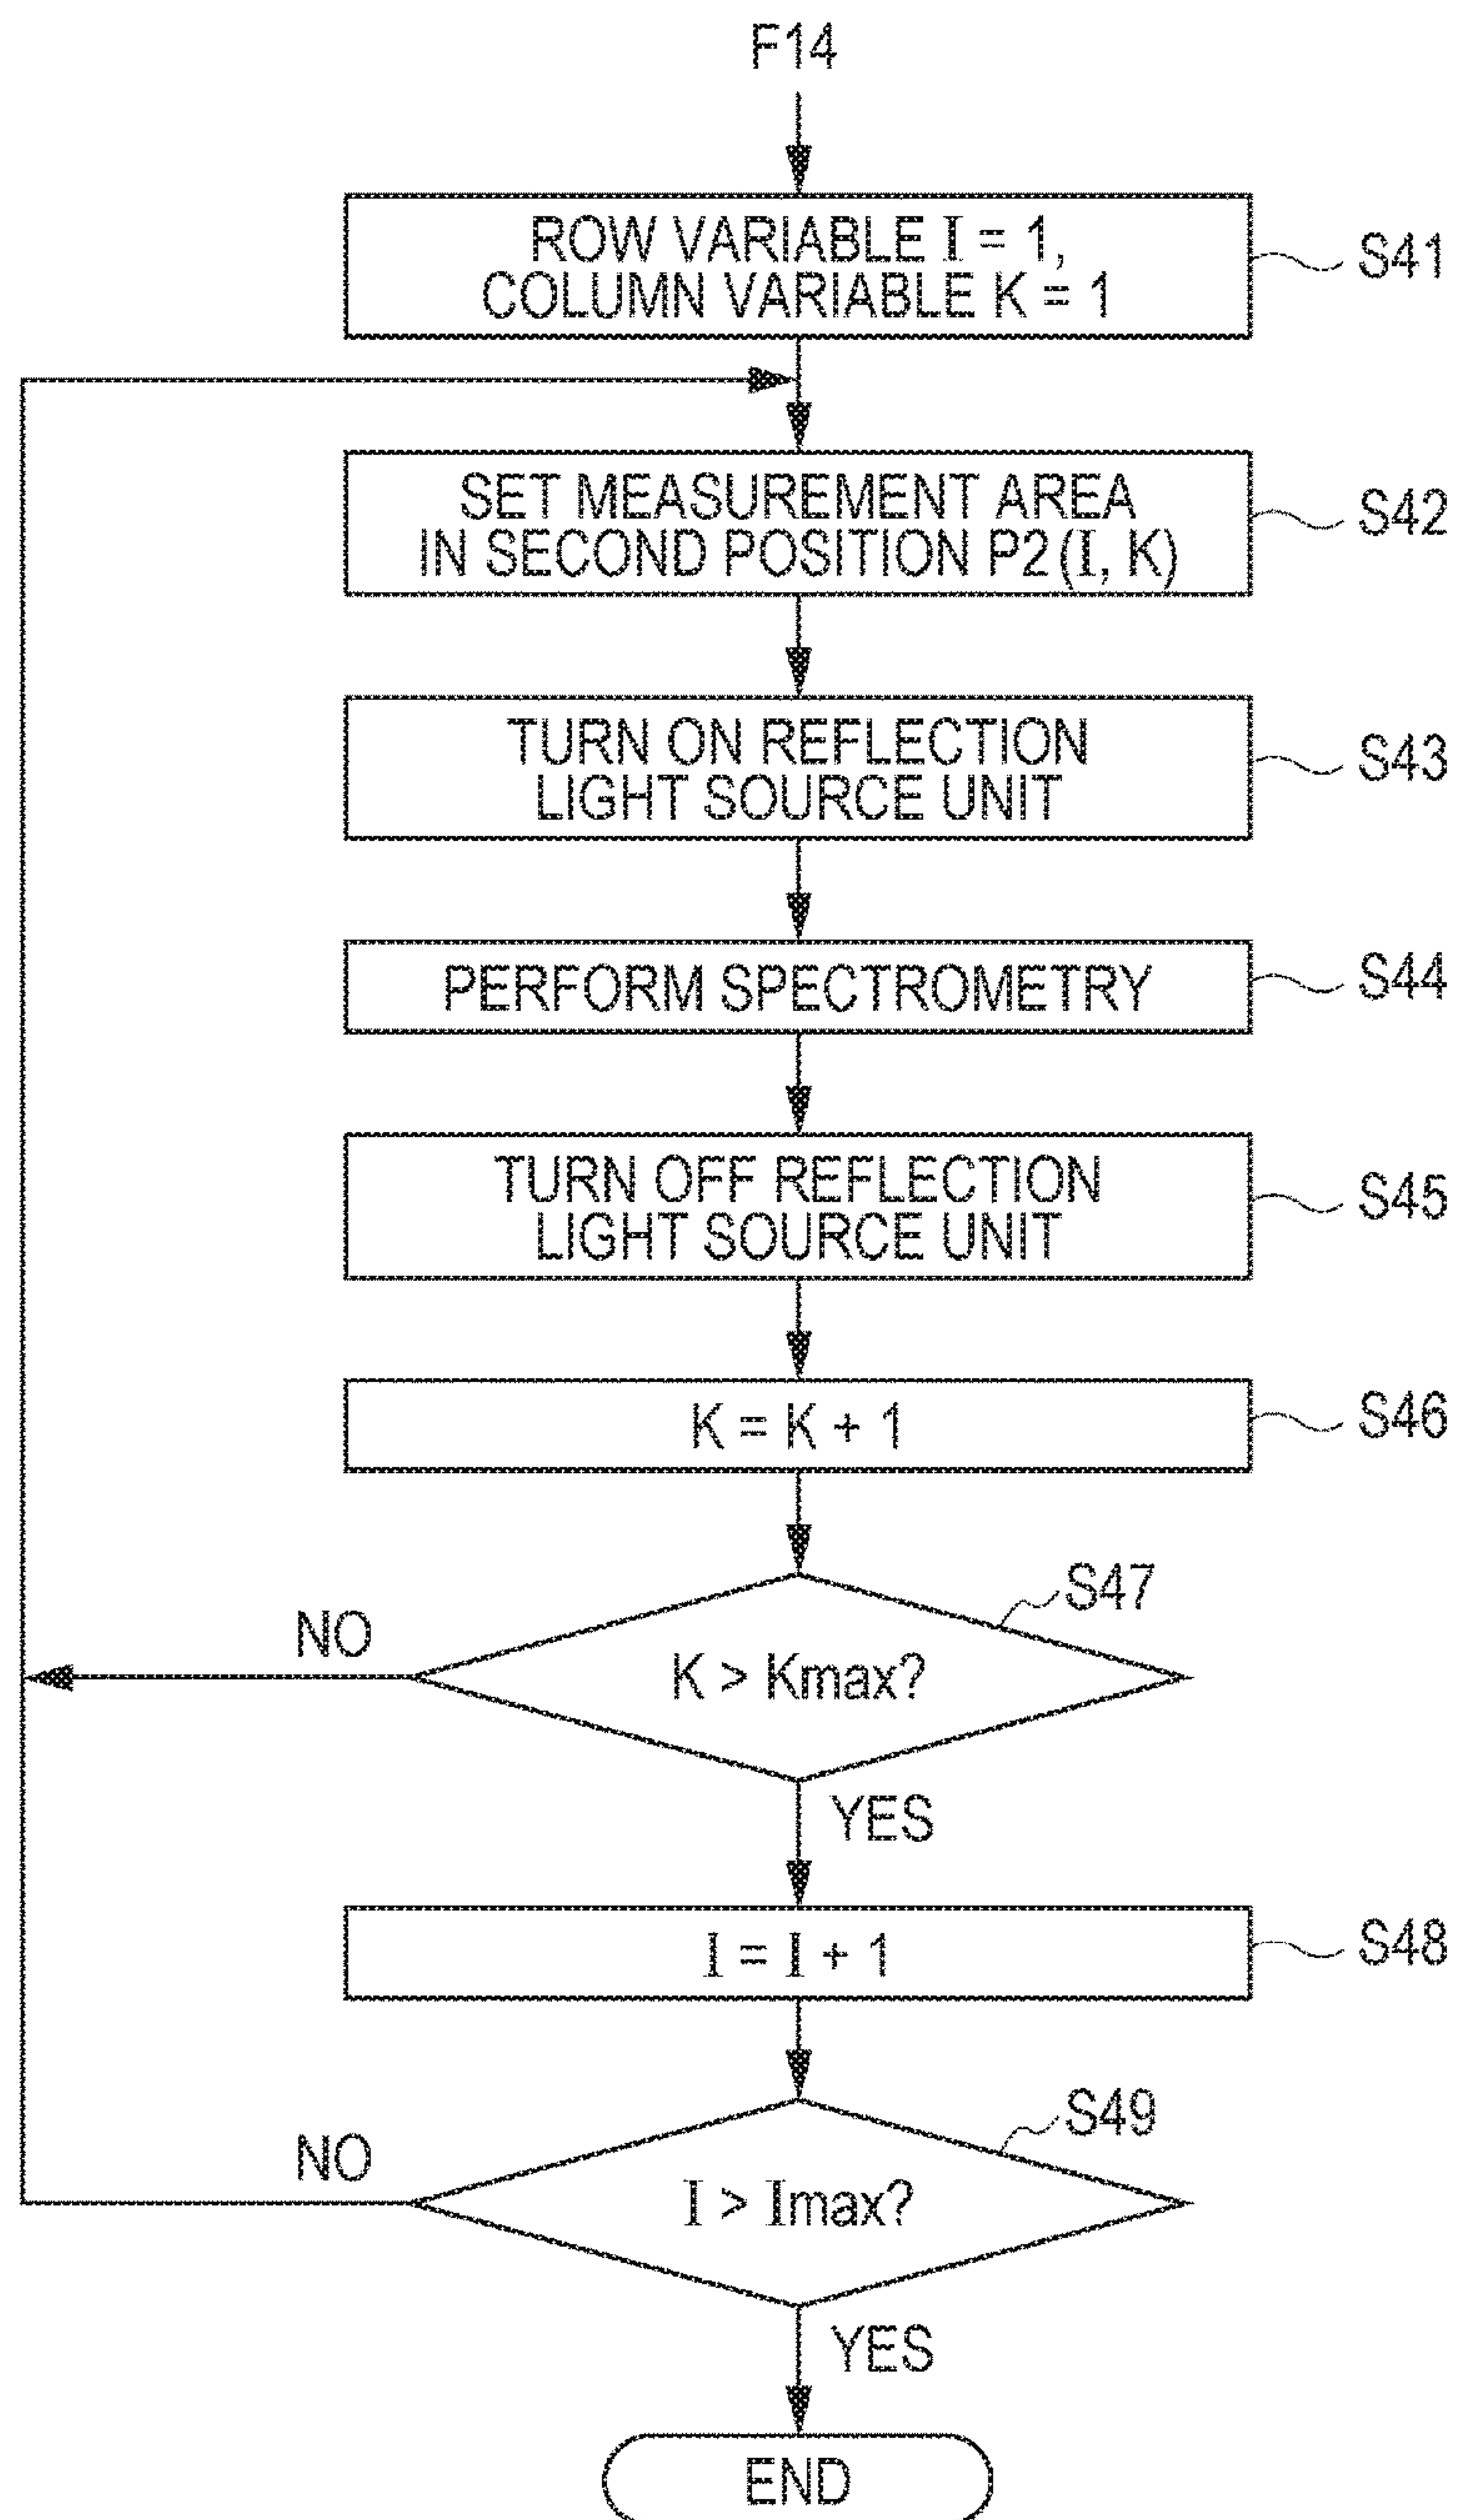 F14
ROW VARIABLE I = 1,
COLUMN VARIABLE K = 1
S41
SET MEASUREMENT AREA
IN SECOND POSITION P2 (I, K)
S42
TURN ON REFLECTION
LIGHT SOURCE UNIT
S43
PERFORM SPECTROMETRY
S44
TURN OFF REFLECTION
LIGHT SOURCE UNIT
S45
K = K + 1
S46
S47
NO
K > Kmax?
YES
I = I + 1
S48
S49
NO
I > Imax?
YES
END